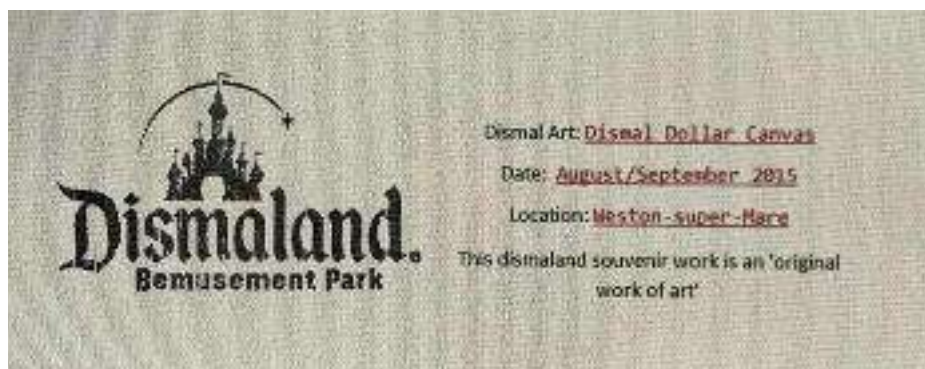 Dismaland.
Bemusement Park
Dismal Art: Dismal Dollar Canvas
Date: August/September 2015
Location: Weston-super-Mare
This dismaland souvenir work is an 'original
work of art'